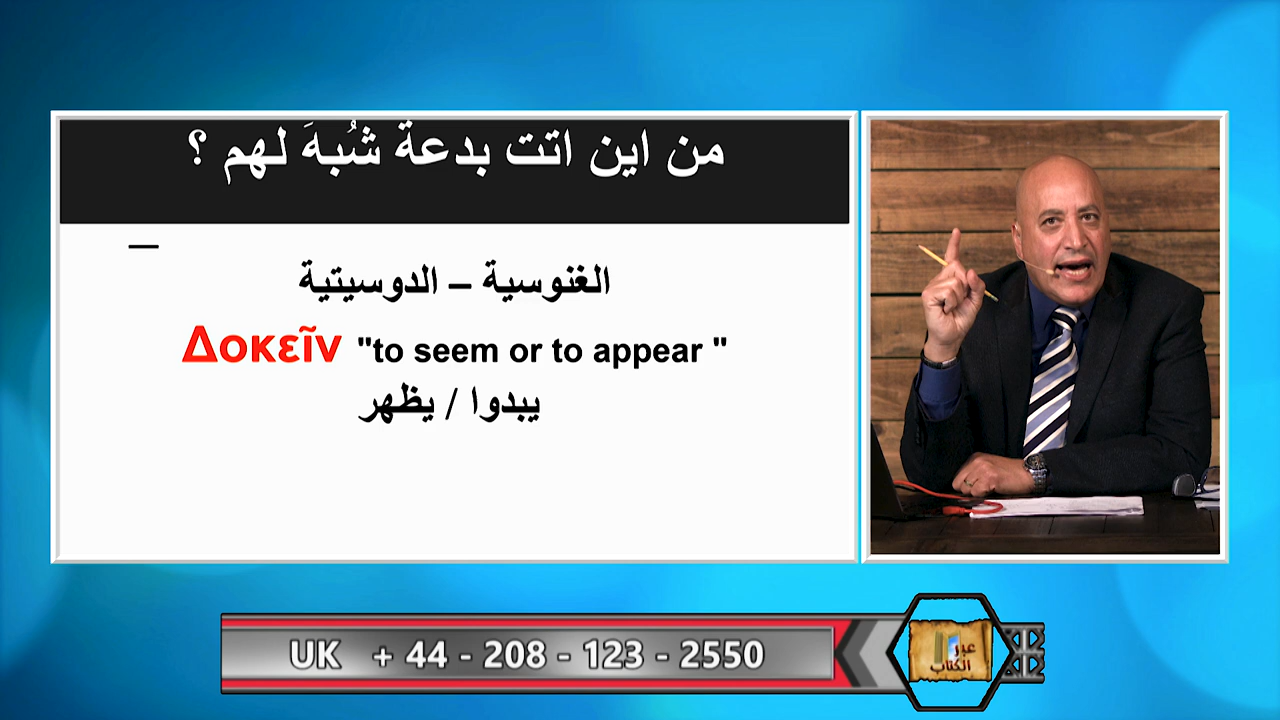 من اين اتت بدعة شُبهَ لهم ؟
الغنوسية – الدوسيتية
Δοκεῖν "to seem or to appear "
يبدوا / يظهر
UK + 44 - 208 - 123 - 2550
عبر
الكتاب